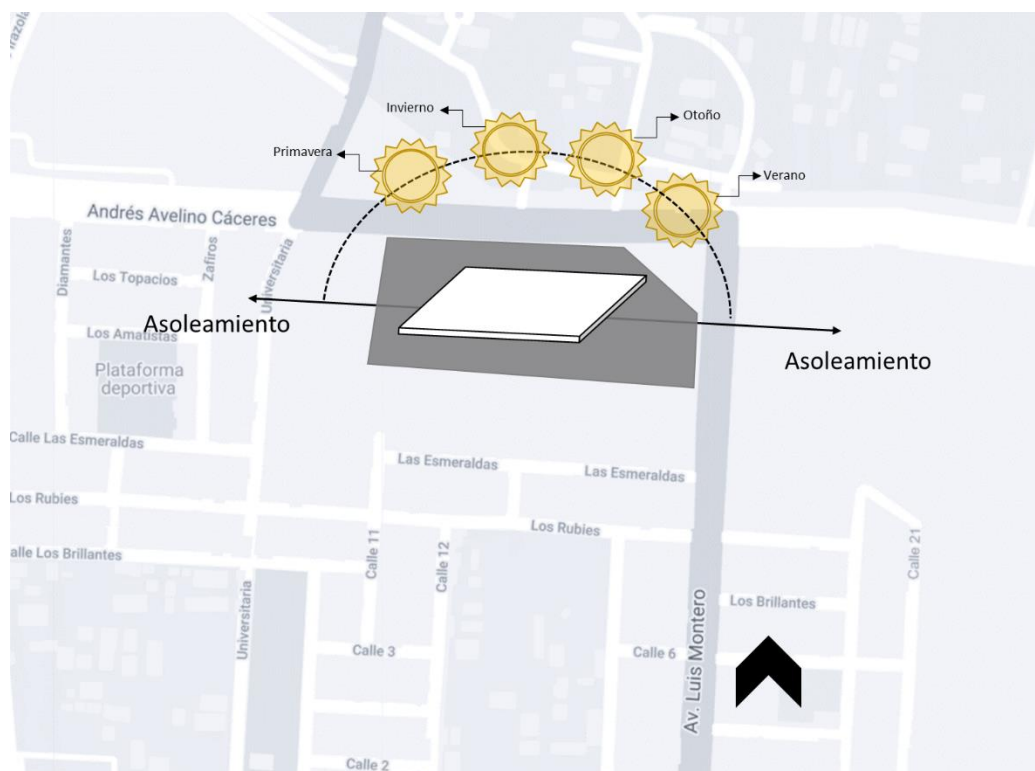 Invierno
Otoño
Primavera
Verano
Andrés Avelino Cáceres
Diamantes
Zafiros
Universitaria
Los Topacios
Asoleamiento
Los Amatistas
Asoleamiento
Plataforma
deportiva
Calle Las Esmeraldas
Las Esmeraldas
Las Esmeraldas
Los Rubies
Los Rubies
Calle 11
Calle 12
Calle 21
alle Los Brillantes
Universitaria
Los Brillantes
Calle 3
Calle 6
Av. Luis Montero
Calle 2